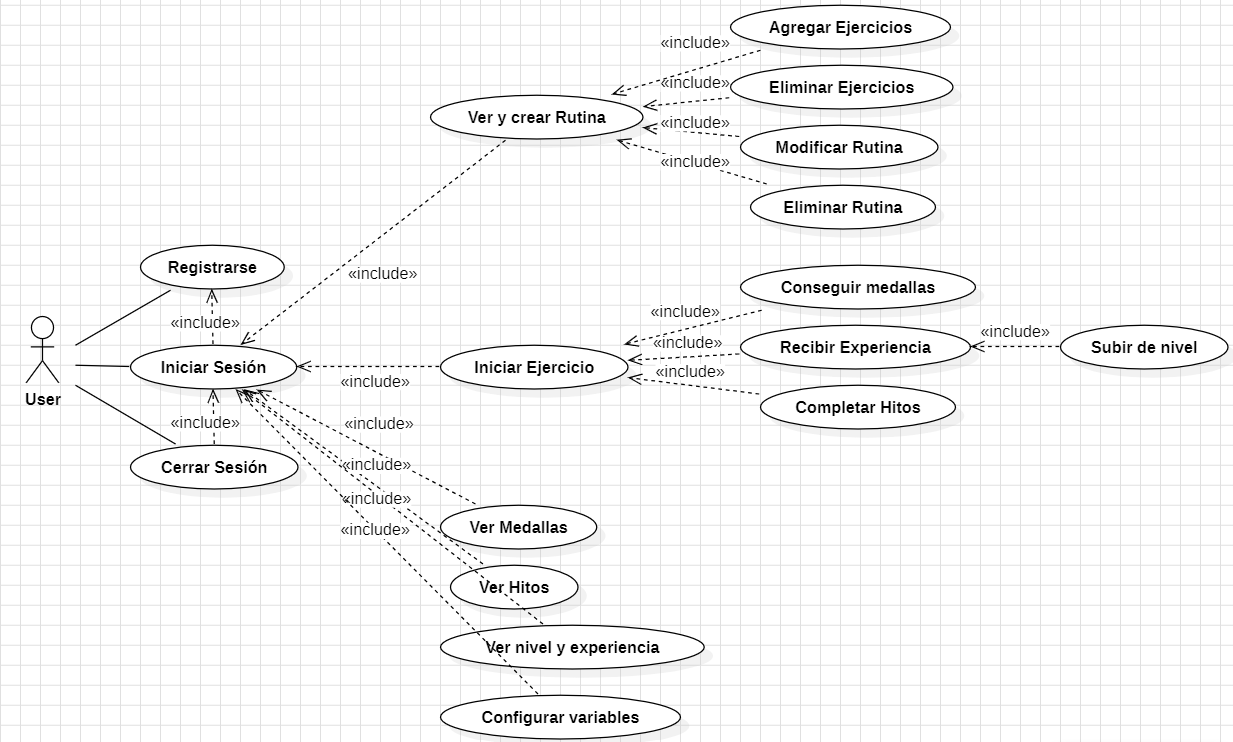 Agregar Ejercicios
«include»
Eliminar Ejercicios
«include»
Ver y crear Rutina
«include»
Modificar Rutina
«include»
Eliminar Rutina
Registrarse
«include»
Conseguir medallas
«include»
«include»
«include»
Recibir Experiencia
«include»
Subir de nivel
User
Iniciar Sesión
«include»
Iniciar Ejercicio
«include»
Completar Hitos
«include»
«include»
Cerrar Sesión
«include»
«include»
«include»
Ver Medallas
Ver Hitos
Ver nivel y experiencia
Configurar variables